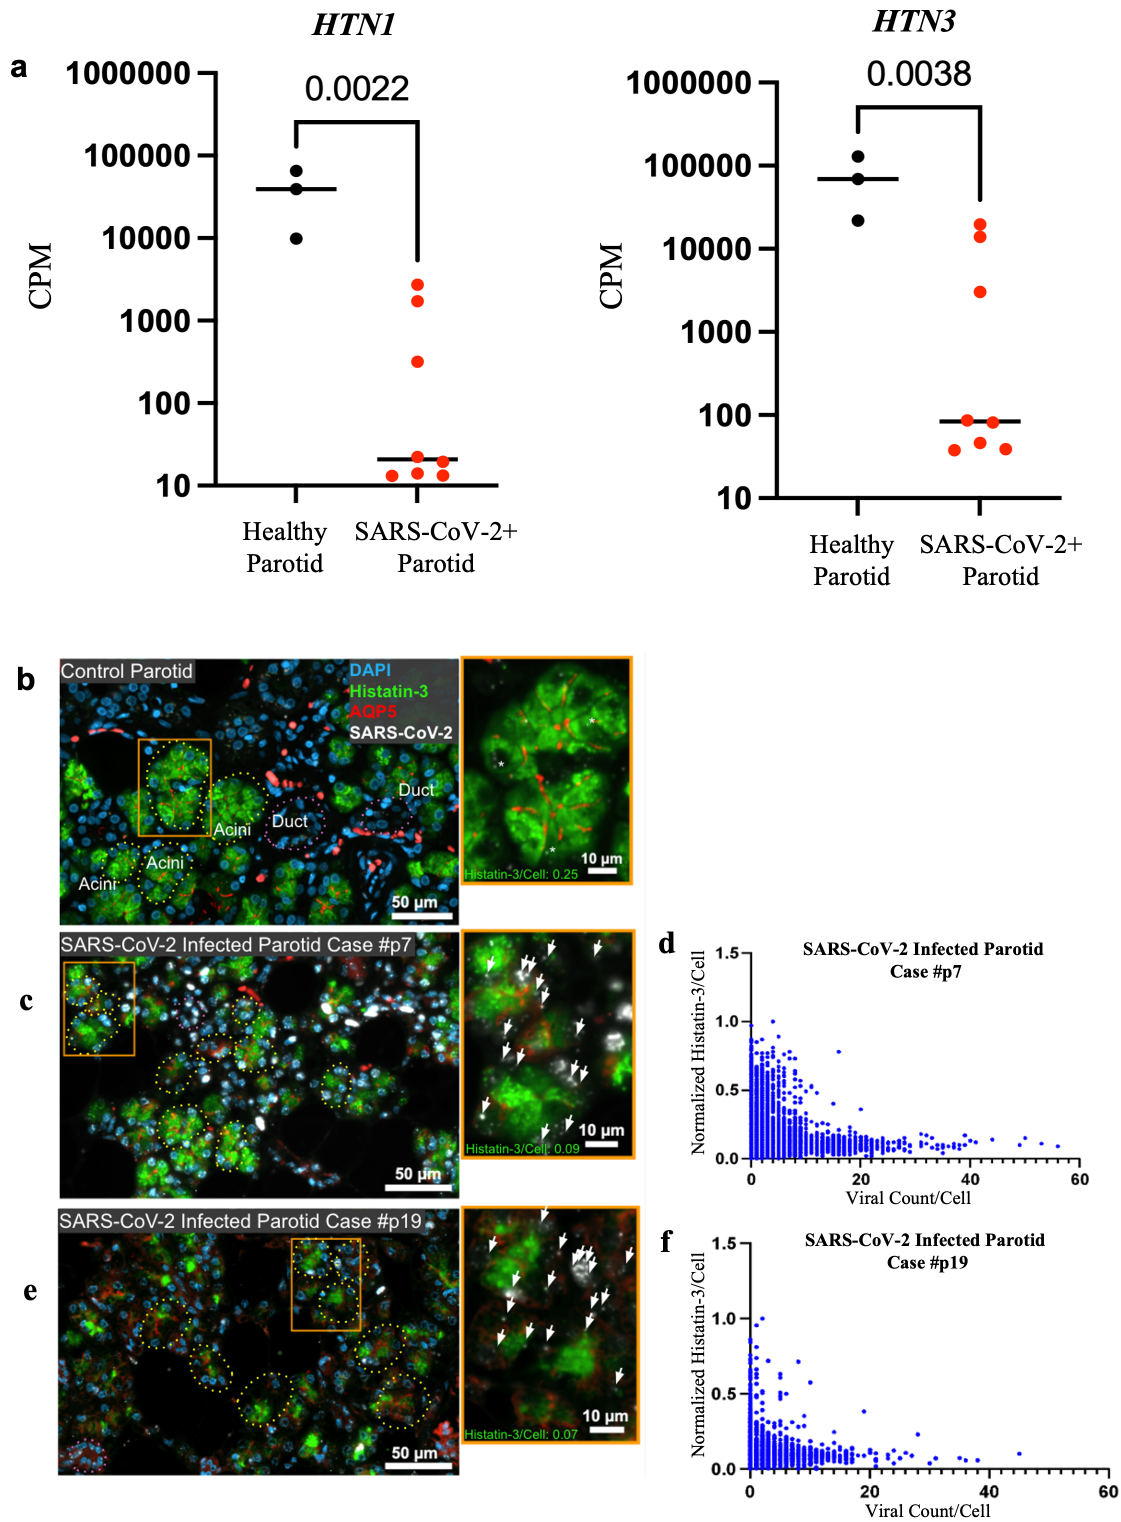 HTN1
HTN3
a
0.0022
0.0038
1000000
100000
10000
1000
100
10
CPM
Healthy
Parotid
SARS-CoV-2+
Parotid
1000000
100000
10000
1000
100
10
CPM
Healthy
Parotid
SARS-CoV-2+
Parotid
b
Control Parotid
DAPI
Histatin-3
AQP5
SARS-CoV-2
Duct
Duct
Acini
Acini
Acini
50 µm
*
*
*
10 µm
Histatin-3/Cell: 0.25
c
SARS-CoV-2 Infected Parotid Case #p7
50 µm
10 µm
Histatin-3/Cell: 0.09
d
SARS-CoV-2 Infected Parotid
Case #p7
Normalized Histatin-3/Cell
1.5
1.0
0.5
0.0
0 20 40 60
Viral Count/Cell
e
SARS-CoV-2 Infected Parotid Case #p19
50 µm
10 µm
Histatin-3/Cell: 0.07
f
SARS-CoV-2 Infected Parotid
Case #p19
Normalized Histatin-3/Cell
1.5
1.0
0.5
0.0
0 20 40 60
Viral Count/Cell